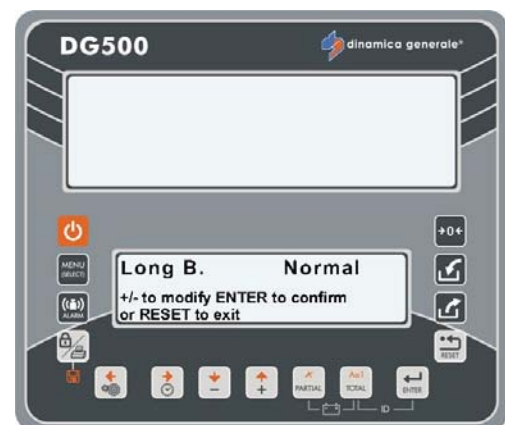 DG500
dinamica generale®
→0←
MENU
(SELECT)
Long B. Normal
+/- to modify ENTER to confirm
or RESET to exit
ALARM
RESET
−
+
PARTIAL
TOTAL
ENTER
ID